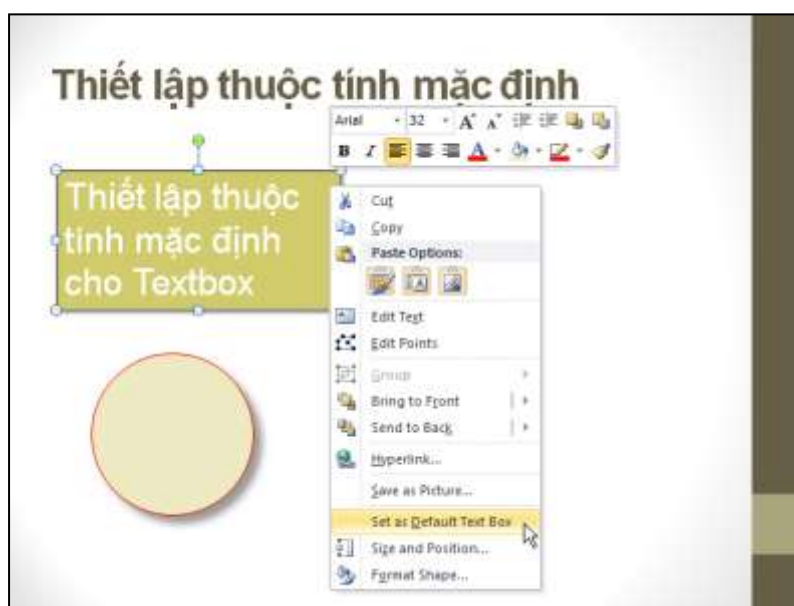 Thiết lập thuộc tính mặc định
Arial 32 A A
B I A
Thiết lập thuộc
tính mặc định
cho Textbox
Cut
Copy
Paste Options:
A
Edit Text
Edit Points
Group
Bring to Front
Send to Back
Hyperlink...
Save as Picture...
Set as Default Text Box
Size and Position...
Format Shape...